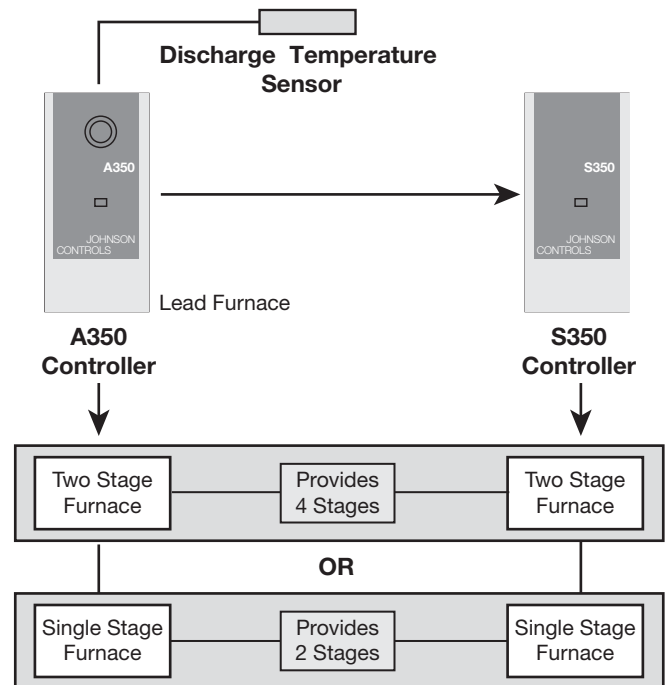 Discharge Temperature
Sensor
A350
JOHNSON
CONTROLS
S350
JOHNSON
CONTROLS
Lead Furnace
A350
Controller
S350
Controller
Two Stage
Furnace
Provides
4 Stages
Two Stage
Furnace
OR
Single Stage
Furnace
Provides
2 Stages
Single Stage
Furnace